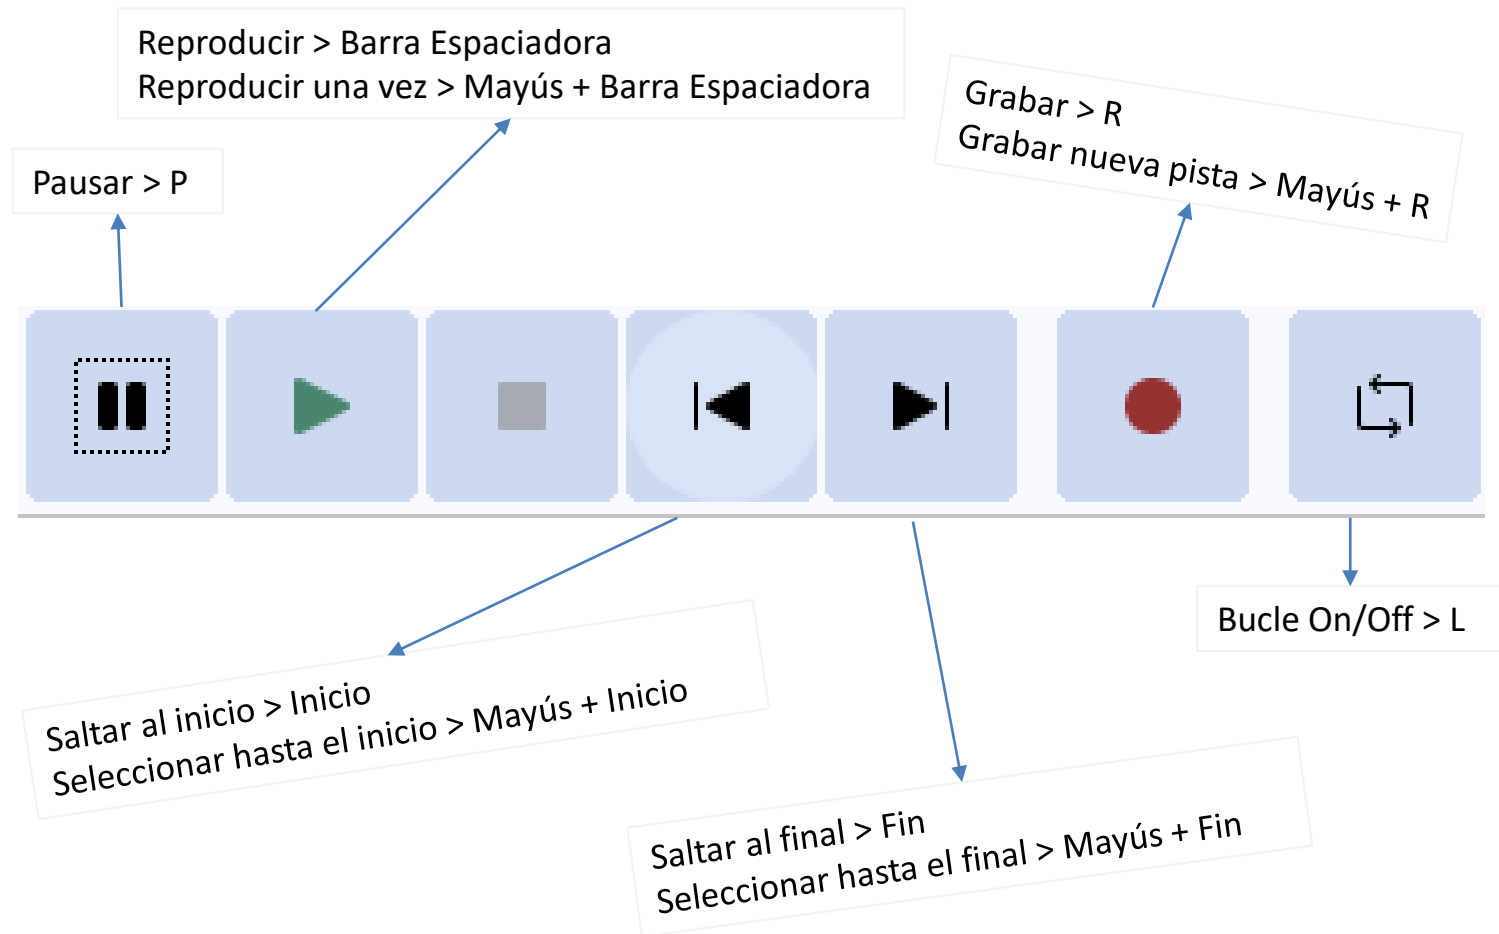 Reproducir > Barra Espaciadora
Reproducir una vez > Mayús + Barra Espaciadora
Grabar > R
Grabar nueva pista > Mayús + R
Pausar > P
Bucle On/Off > L
Saltar al inicio > Inicio
Seleccionar hasta el inicio > Mayús + Inicio
Saltar al final > Fin
Seleccionar hasta el final > Mayús + Fin